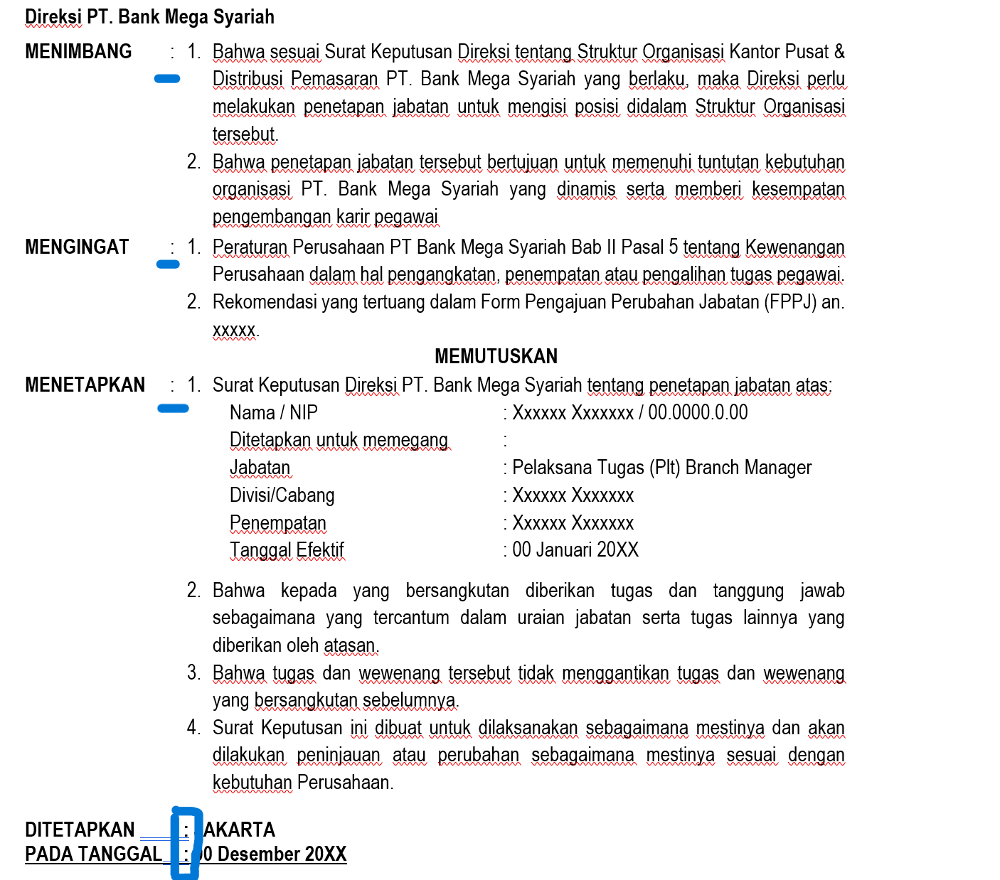 Direksi PT. Bank Mega Syariah
MENIMBANG : 1. Bahwa sesuai Surat Keputusan Direksi tentang Struktur Organisasi Kantor Pusat &
Distribusi Pemasaran PT. Bank Mega Syariah yang berlaku, maka Direksi perlu
melakukan penetapan jabatan untuk mengisi posisi didalam Struktur Organisasi
tersebut.
2. Bahwa penetapan jabatan tersebut bertujuan untuk memenuhi tuntutan kebutuhan
organisasi PT. Bank Mega Syariah yang dinamis serta memberi kesempatan
pengembangan karir pegawai
MENGINGAT : 1. Peraturan Perusahaan PT Bank Mega Syariah Bab II Pasal 5 tentang Kewenangan
Perusahaan dalam hal pengangkatan, penempatan atau pengalihan tugas pegawai.
2. Rekomendasi yang tertuang dalam Form Pengajuan Perubahan Jabatan (FPPJ) an.
xxxxx.
MEMUTUSKAN
MENETAPKAN : 1. Surat Keputusan Direksi PT. Bank Mega Syariah tentang penetapan jabatan atas:
Nama / NIP : Xxxxxx Xxxxxxx / 00.0000.0.00
Ditetapkan untuk memegang :
Jabatan : Pelaksana Tugas (Plt) Branch Manager
Divisi/Cabang : Xxxxxx Xxxxxxx
Penempatan : Xxxxxx Xxxxxxx
Tanggal Efektif : 00 Januari 20XX
2. Bahwa kepada yang bersangkutan diberikan tugas dan tanggung jawab
sebagaimana yang tercantum dalam uraian jabatan serta tugas lainnya yang
diberikan oleh atasan.
3. Bahwa tugas dan wewenang tersebut tidak menggantikan tugas dan wewenang
yang bersangkutan sebelumnya.
4. Surat Keputusan ini dibuat untuk dilaksanakan sebagaimana mestinya dan akan
dilakukan peninjauan atau perubahan sebagaimana mestinya sesuai dengan
kebutuhan Perusahaan.
DITETAPKAN : JAKARTA
PADA TANGGAL : 00 Desember 20XX